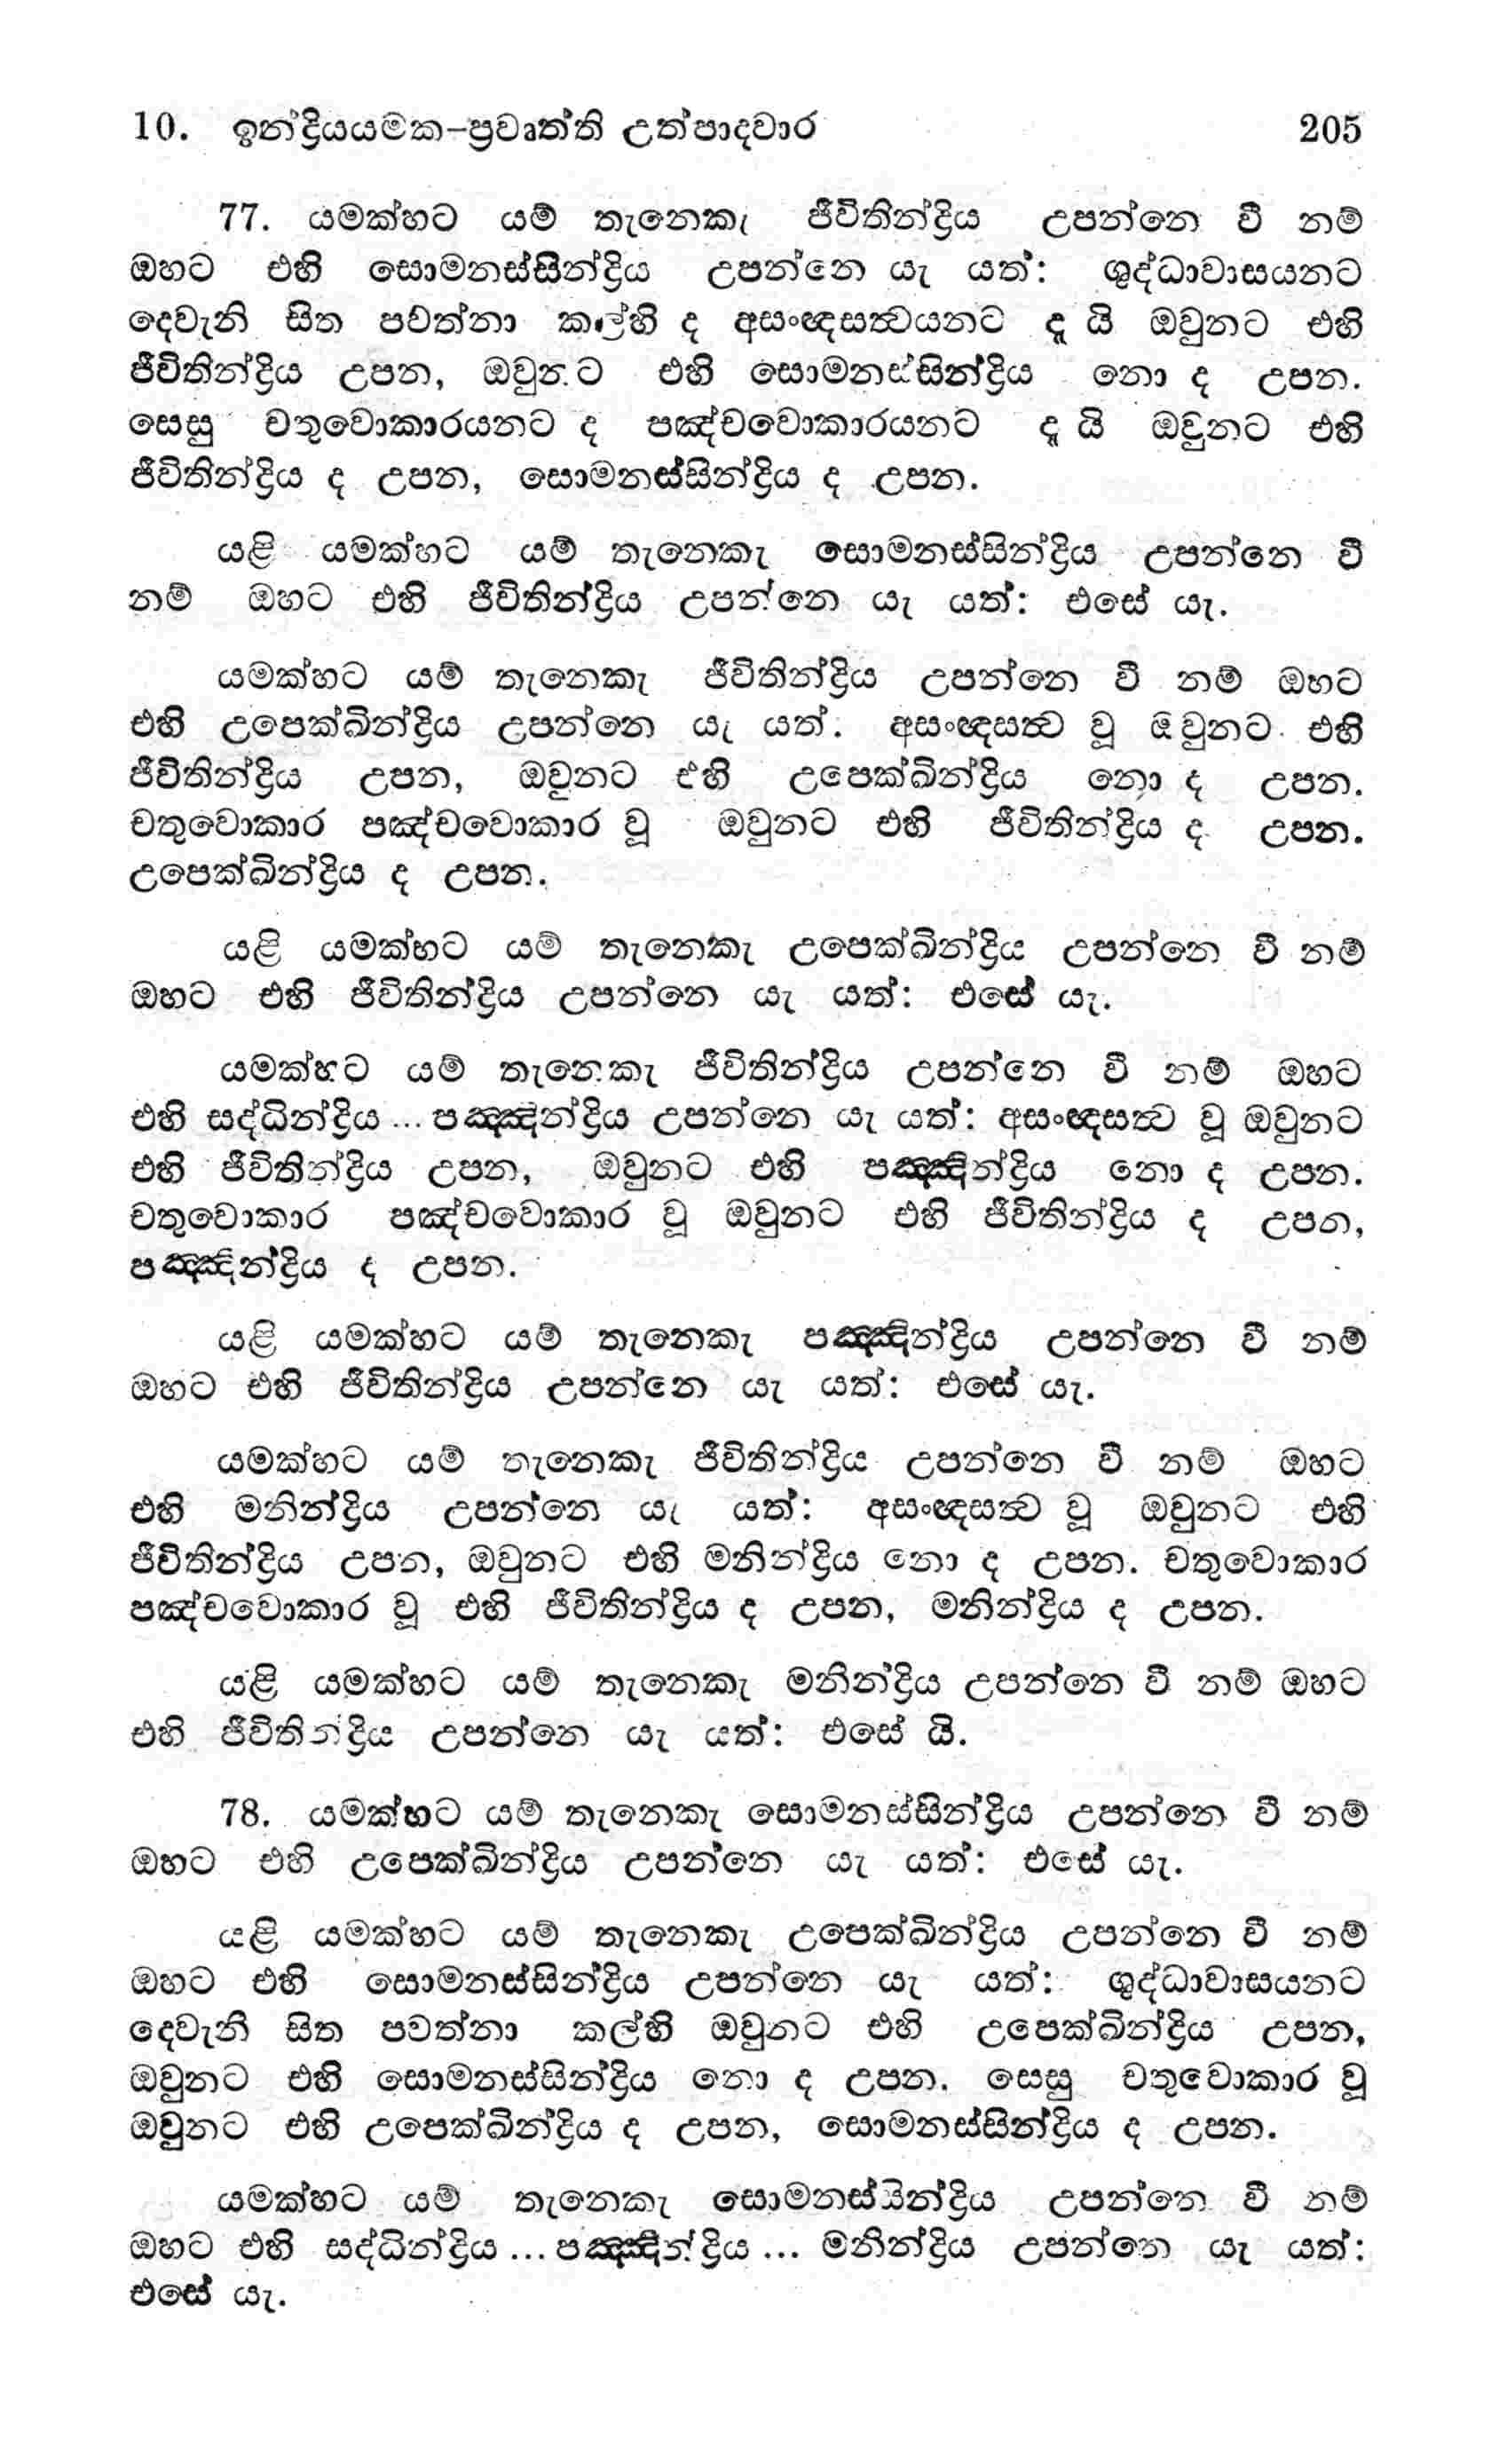 10. ඉන්ද්‍රියයමක-ප්‍රවෘත්ති උත්පාදවාර 205
77. යමක්හට යම් තැනෙකැ ජීවිතින්ද්‍රිය උපන්නෙ වී නම්
ඔහට එහි සොමනස්සින්ද්‍රිය උපන්නෙ යැ යත්: ශුද්ධාවාසයනට
දෙවැනි සිත පවත්නා කල්හි ද අසංඥසත්‍වයනට දු යි ඔවුනට එහි
ජීවිතින්ද්‍රිය උපන, ඔවුනට එහි සොමනස්සින්ද්‍රිය නො ද උපන.
සෙසු චතුවොකාරයනට ද පඤ්චවොකාරයනට දු යි ඔවුනට එහි
ජීවිතින්ද්‍රිය ද උපන, සොමනස්සින්ද්‍රිය ද උපන.
යළි යමක්හට යම් තැනෙකැ සොමනස්සින්ද්‍රිය උපන්නෙ වී
නම් ඔහට එහි ජීවිතින්ද්‍රිය උපන්නෙ යැ යත්: එසේ යැ.
යමක්හට යම් තැනෙකැ ජීවිතින්ද්‍රිය උපන්නෙ වී නම් ඔහට
එහි උපෙක්ඛින්ද්‍රිය උපන්නෙ යැ යත්: අසංඥසත්‍ව වූ ඔවුනට එහි
ජීවිතින්ද්‍රිය උපන, ඔවුනට එහි උපෙක්ඛින්ද්‍රිය නො ද උපන.
චතුවොකාර පඤ්චවොකාර වූ ඔවුනට එහි ජීවිතින්ද්‍රිය ද උපන.
උපෙක්ඛින්ද්‍රිය ද උපන.
යළි යමක්හට යම් තැනෙකැ උපෙක්ඛින්ද්‍රිය උපන්නෙ වී නම්
ඔහට එහි ජීවිතින්ද්‍රිය උපන්නෙ යැ යත්: එසේ යැ.
යමක්හට යම් තැනෙකැ ජීවිතින්ද්‍රිය උපන්නෙ වී නම් ඔහට
එහි සද්ධින්ද්‍රිය ... පඤ්ඤින්ද්‍රිය උපන්නෙ යැ යත්: අසංඥසත්‍ව වූ ඔවුනට
එහි ජීවිතින්ද්‍රිය උපන, ඔවුනට එහි පඤ්ඤින්ද්‍රිය නො ද උපන.
චතුවොකාර පඤ්චවොකාර වූ ඔවුනට එහි ජීවිතින්ද්‍රිය ද උපන,
පඤ්ඤින්ද්‍රිය ද උපන.
යළි යමක්හට යම් තැනෙකැ පඤ්ඤින්ද්‍රිය උපන්නෙ වී නම්
ඔහට එහි ජීවිතින්ද්‍රිය උපන්නෙ යැ යත්: එසේ යැ.
යමක්හට යම් තැනෙකැ ජීවිතින්ද්‍රිය උපන්නෙ වී නම් ඔහට
එහි මනින්ද්‍රිය උපන්නෙ යැ යත්: අසංඥසත්‍ව වූ ඔවුනට එහි
ජීවිතින්ද්‍රිය උපන, ඔවුනට එහි මනින්ද්‍රිය නො ද උපන. චතුවොකාර
පඤ්චවොකාර වූ එහි ජීවිතින්ද්‍රිය ද උපන, මනින්ද්‍රිය ද උපන.
යළි යමක්හට යම් තැනෙකැ මනින්ද්‍රිය උපන්නෙ වී නම් ඔහට
එහි ජීවිතින්ද්‍රිය උපන්නෙ යැ යත්: එසේ යි.
78. යමක්හට යම් තැනෙකැ සොමනස්සින්ද්‍රිය උපන්නෙ වී නම්
ඔහට එහි උපෙක්ඛින්ද්‍රිය උපන්නෙ යැ යත්: එසේ යැ.
යළි යමක්හට යම් තැනෙකැ උපෙක්ඛින්ද්‍රිය උපන්නෙ වී නම්
ඔහට එහි සොමනස්සින්ද්‍රිය උපන්නෙ යැ යත්: ශුද්ධාවාසයනට
දෙවැනි සිත පවත්නා කල්හි ඔවුනට එහි උපෙක්ඛින්ද්‍රිය උපන,
ඔවුනට එහි සොමනස්සින්ද්‍රිය නො ද උපන. සෙසු චතුවොකාර වූ
ඔවුනට එහි උපෙක්ඛින්ද්‍රිය ද උපන, සොමනස්සින්ද්‍රිය ද උපන.
යමක්හට යම් තැනෙකැ සොමනස්සින්ද්‍රිය උපන්නෙ වී නම්
ඔහට එහි සද්ධින්ද්‍රිය ... පඤ්ඤින්ද්‍රිය ... මනින්ද්‍රිය උපන්නෙ යැ යත්:
එසේ යැ.